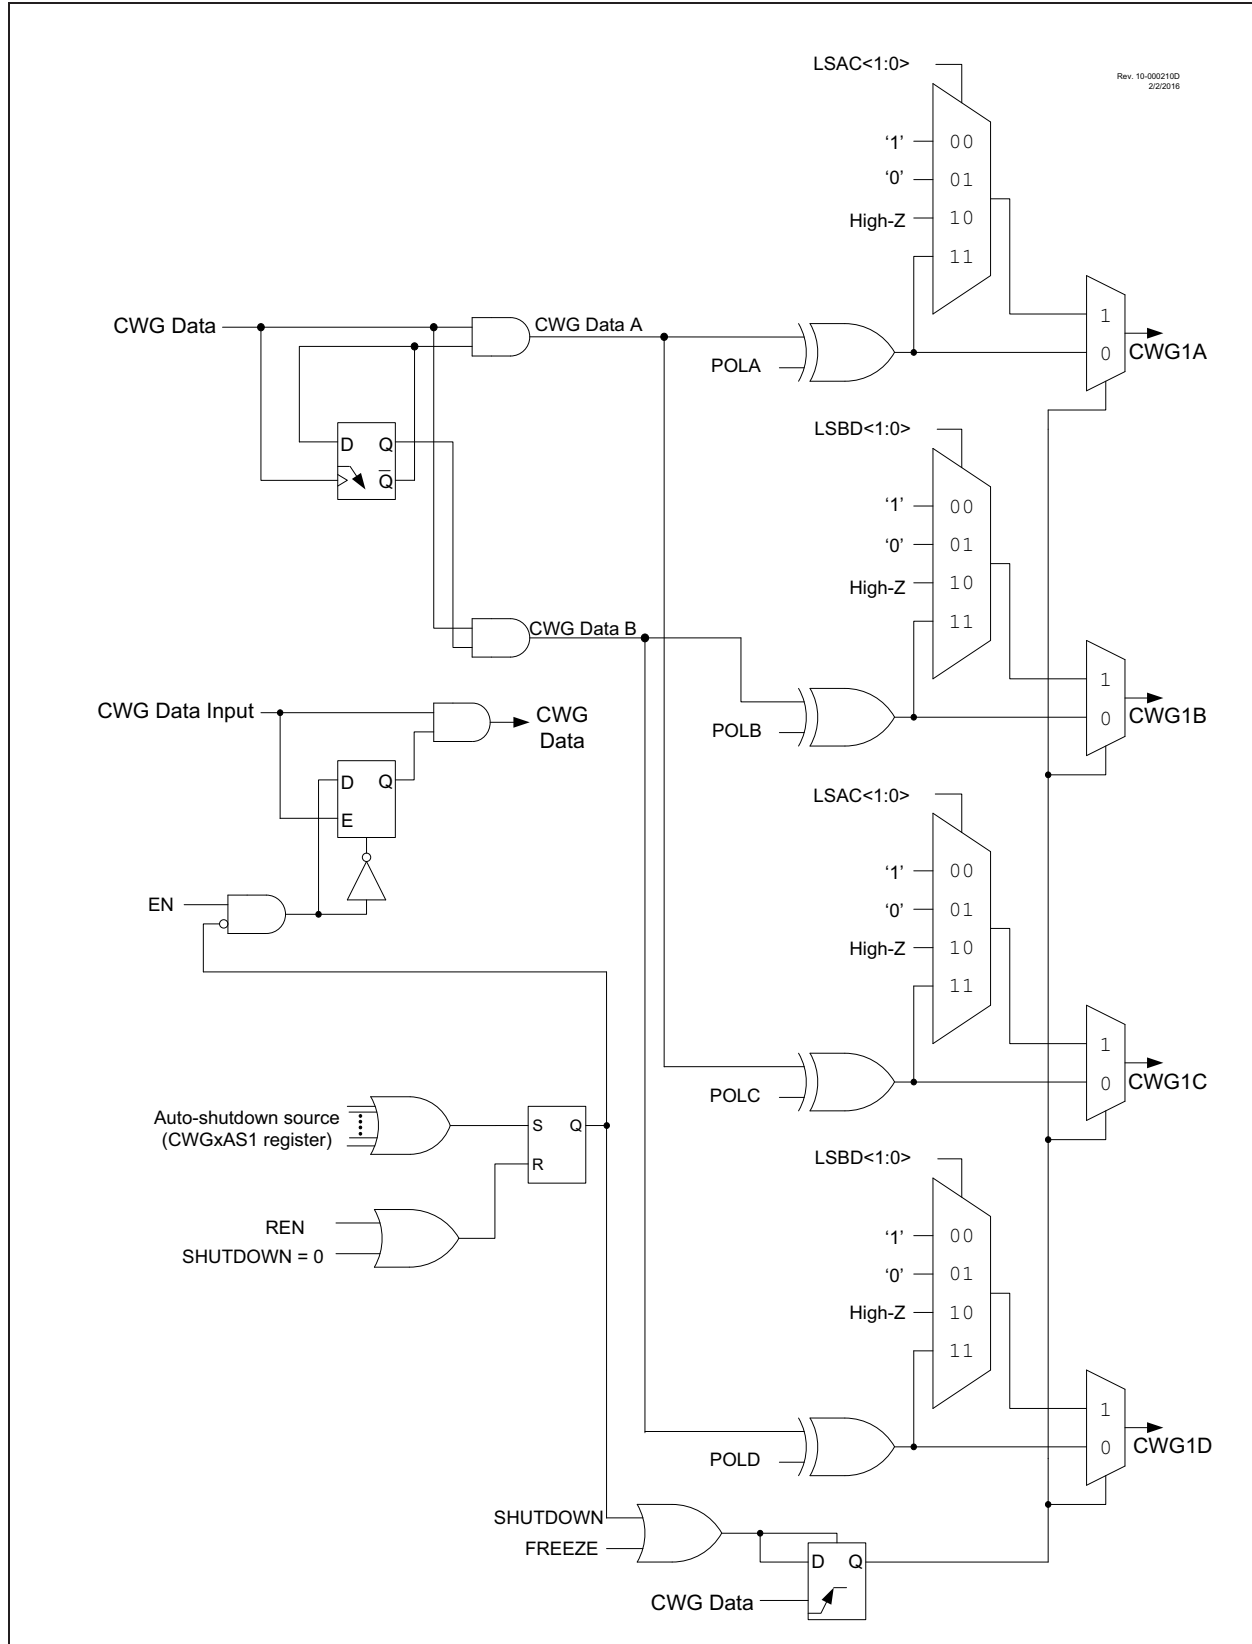 LSAC<1:0>
Rev. 10-000210D
2/2/2016
‘1’ 00
‘0’ 01
High-Z 10
11
CWG Data
CWG Data A
POLA
1
0
CWG1A
D Q
Q̅
LSBD<1:0>
‘1’ 00
‘0’ 01
High-Z 10
11
CWG Data B
POLB
1
0
CWG1B
CWG Data Input
CWG
Data
D Q
E
EN
LSAC<1:0>
‘1’ 00
‘0’ 01
High-Z 10
11
POLC
1
0
CWG1C
Auto-shutdown source
(CWGxAS1 register)
S Q
R
REN
SHUTDOWN = 0
LSBD<1:0>
‘1’ 00
‘0’ 01
High-Z 10
11
POLD
1
0
CWG1D
SHUTDOWN
FREEZE
D Q
CWG Data